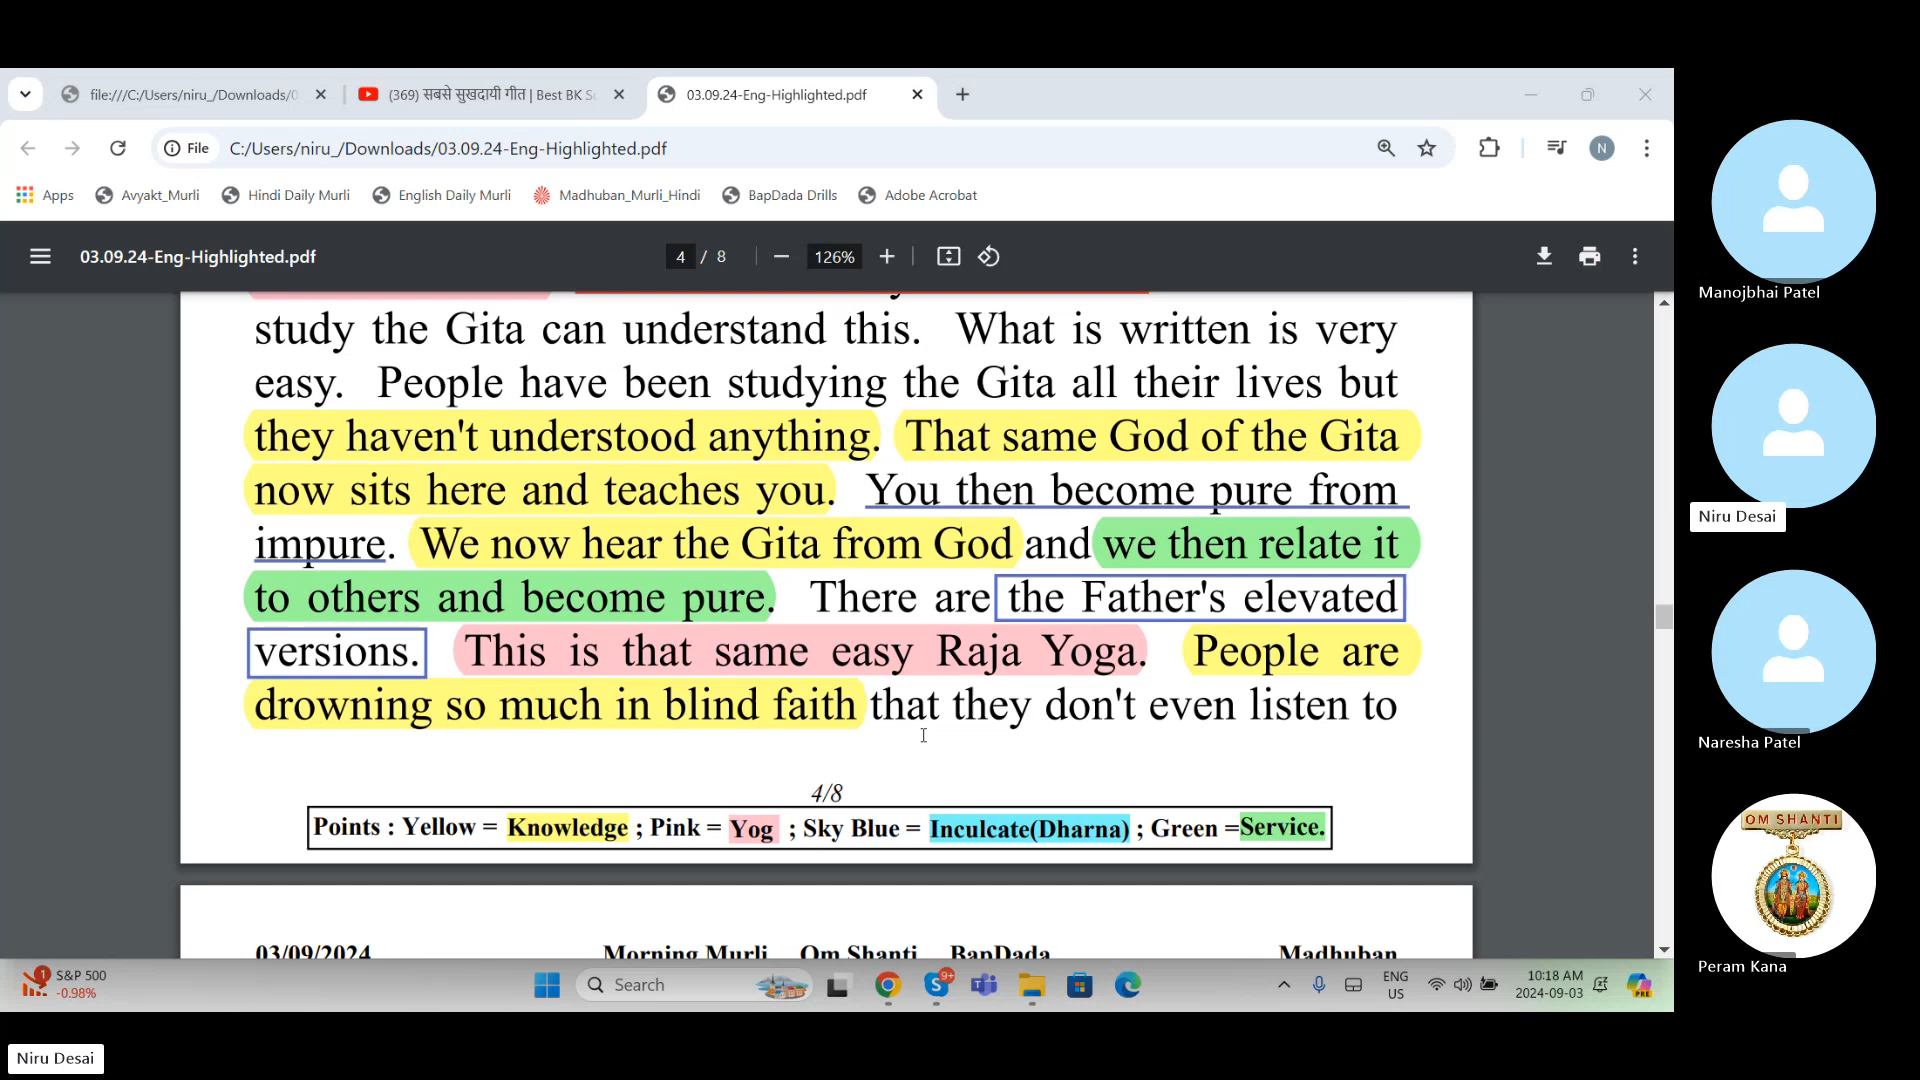 file:///C:/Users/niru_/Downloads/0
(369) सबसे सुखदायी गीत | Best BK S
03.09.24-Eng-Highlighted.pdf
File
C:/Users/niru_/Downloads/03.09.24-Eng-Highlighted.pdf
N
Apps
Avyakt_Murli
Hindi Daily Murli
English Daily Murli
Madhuban_Murli_Hindi
BapDada Drills
Adobe Acrobat
03.09.24-Eng-Highlighted.pdf
4 / 8
126%
study the Gita can understand this. What is written is very
easy. People have been studying the Gita all their lives but
they haven't understood anything. That same God of the Gita
now sits here and teaches you. You then become pure from
impure. We now hear the Gita from God and we then relate it
to others and become pure. There are the Father's elevated
versions. This is that same easy Raja Yoga. People are
drowning so much in blind faith that they don't even listen to
4/8
Points : Yellow = Knowledge ; Pink = Yog ; Sky Blue = Inculcate(Dharna) ; Green =Service.
03/09/2024 Morning Murli Om Shanti BapDada Madhuban
1
S&P 500
-0.98%
Search
9+
ENG
US
10:18 AM
2024-09-03
PRE
Manojbhai Patel
Niru Desai
Naresha Patel
OM SHANTI
Peram Kana
Niru Desai